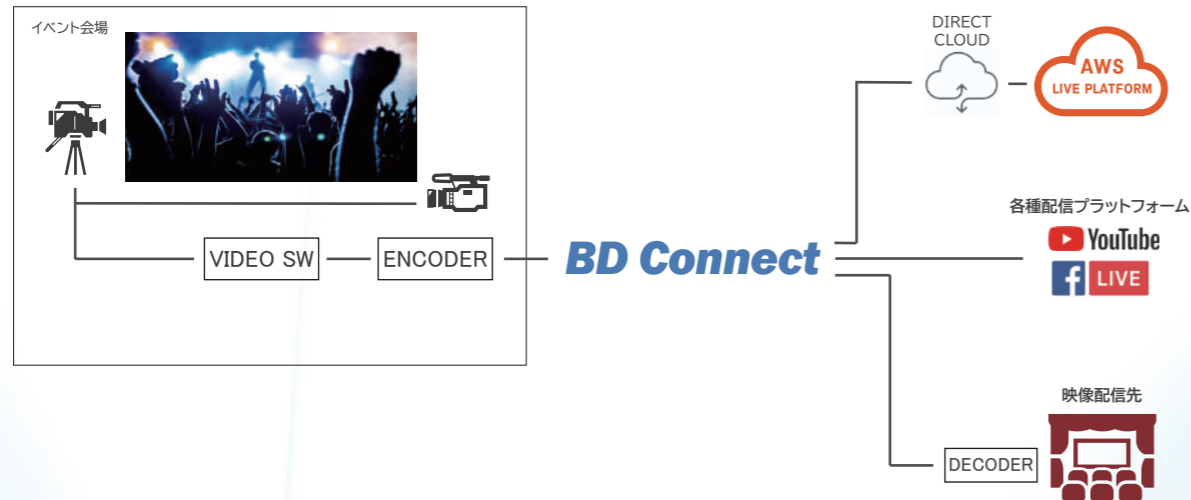 イベント会場
VIDEO SW
ENCODER
BD Connect
DIRECT
CLOUD
AWS
LIVE PLATFORM
各種配信プラットフォーム
YouTube
f LIVE
映像配信先
DECODER